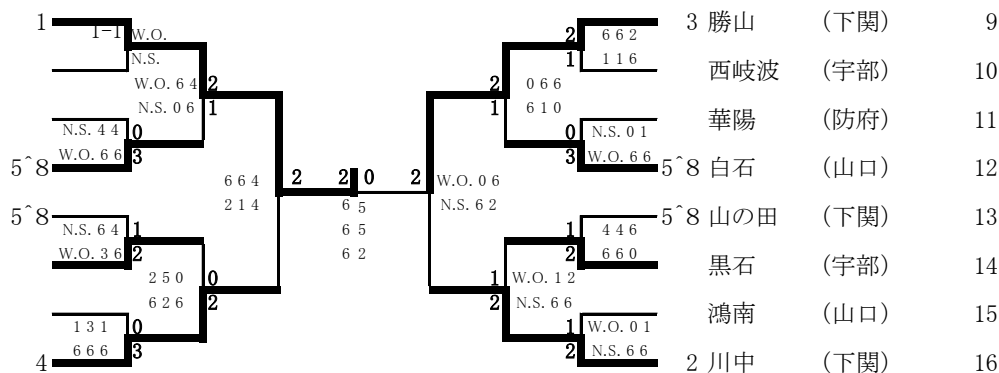 1
1-1
W.O.
N.S.
W.O. 6 4
2
N.S. 0 6
1
N.S. 4 4
0
W.O. 6 6
3
5^8
6 6 4
2 1 4
2
2
0
2
6 5
6 5
6 2
5^8
N.S. 6 4
1
W.O. 3 6
2
2 5 0
0
6 2 6
2
1 3 1
0
6 6 6
3
4
2
6 6 2
3 勝山 (下関) 9
1
1 1 6
西岐波 (宇部) 10
2
0 6 6
1
6 1 0
華陽 (防府) 11
0
N.S. 0 1
3
W.O. 6 6
5^8 白石 (山口) 12
W.O. 0 6
N.S. 6 2
5^8 山の田 (下関) 13
1
4 4 6
2
6 6 0
黒石 (宇部) 14
1
W.O. 1 2
2
N.S. 6 6
鴻南 (山口) 15
1
W.O. 0 1
2
N.S. 6 6
2 川中 (下関) 16